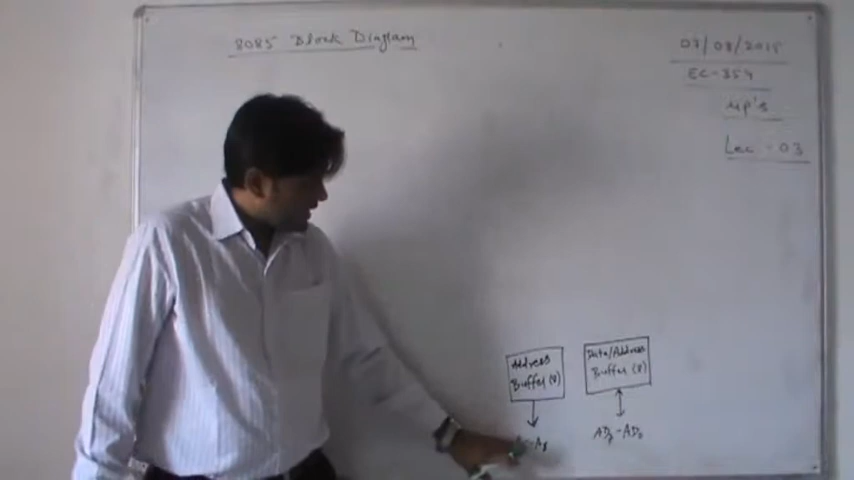 8085 Block Diagram
07/08/2015
EC-354
μp's
Lec - 03
Address
Buffer (8)
Data/Address
Buffer (8)
-A8
AD7-AD0